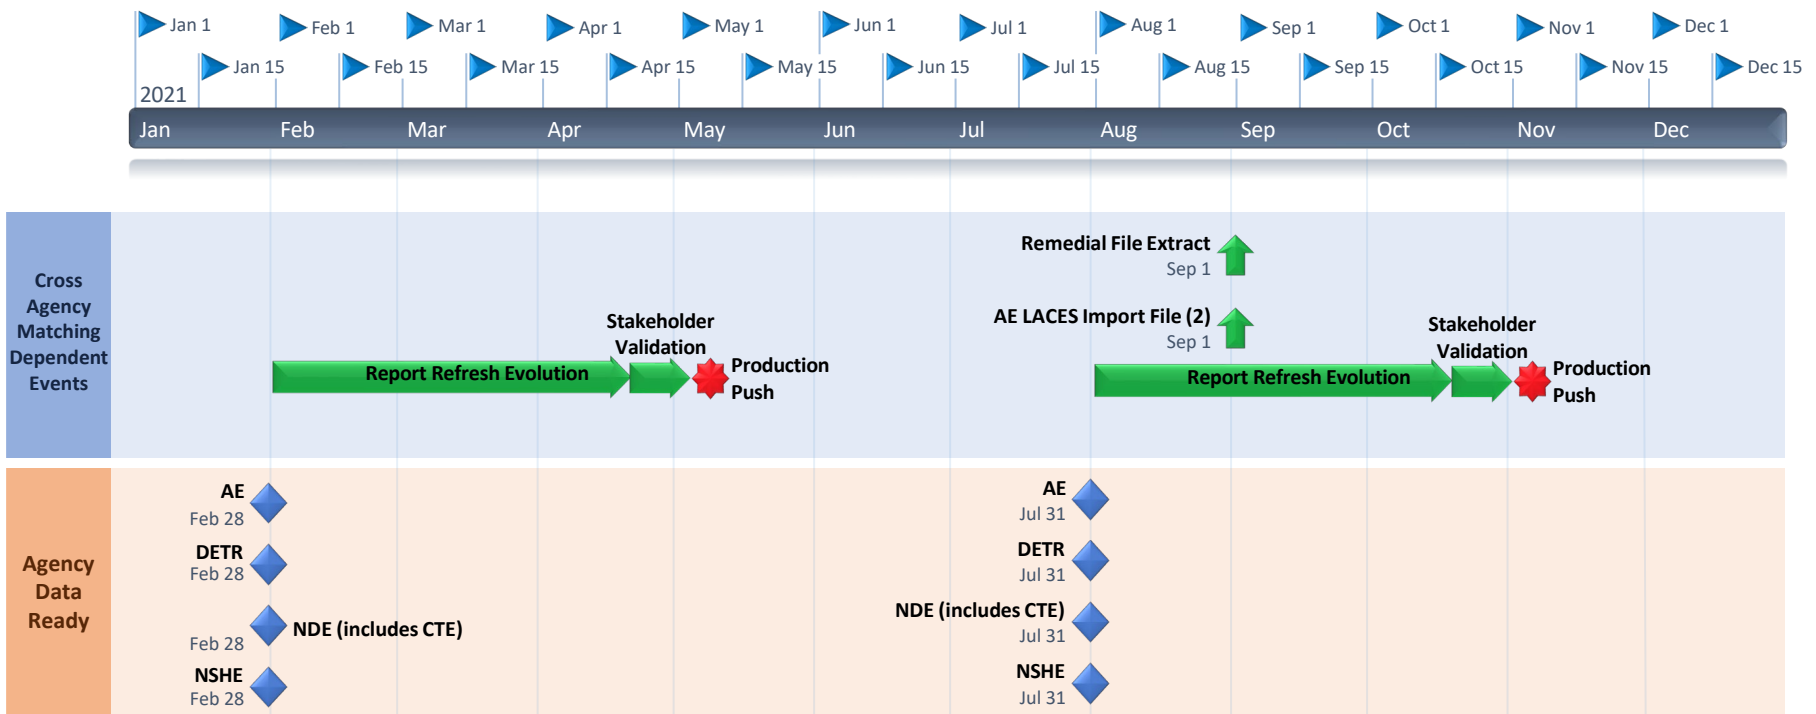 Jan 1
Feb 1
Mar 1
Apr 1
May 1
Jun 1
Jul 1
Aug 1
Sep 1
Oct 1
Nov 1
Dec 1
Jan 15
Feb 15
Mar 15
Apr 15
May 15
Jun 15
Jul 15
Aug 15
Sep 15
Oct 15
Nov 15
Dec 15
2021
Jan
Feb
Mar
Apr
May
Jun
Jul
Aug
Sep
Oct
Nov
Dec
Cross
Agency
Matching
Dependent
Events
Remedial File Extract
Sep 1
AE LACES Import File (2)
Sep 1
Report Refresh Evolution
Stakeholder
Validation
Production
Push
Report Refresh Evolution
Stakeholder
Validation
Production
Push
Agency
Data
Ready
AE
Feb 28
DETR
Feb 28
NDE (includes CTE)
Feb 28
NSHE
Feb 28
AE
Jul 31
DETR
Jul 31
NDE (includes CTE)
Jul 31
NSHE
Jul 31